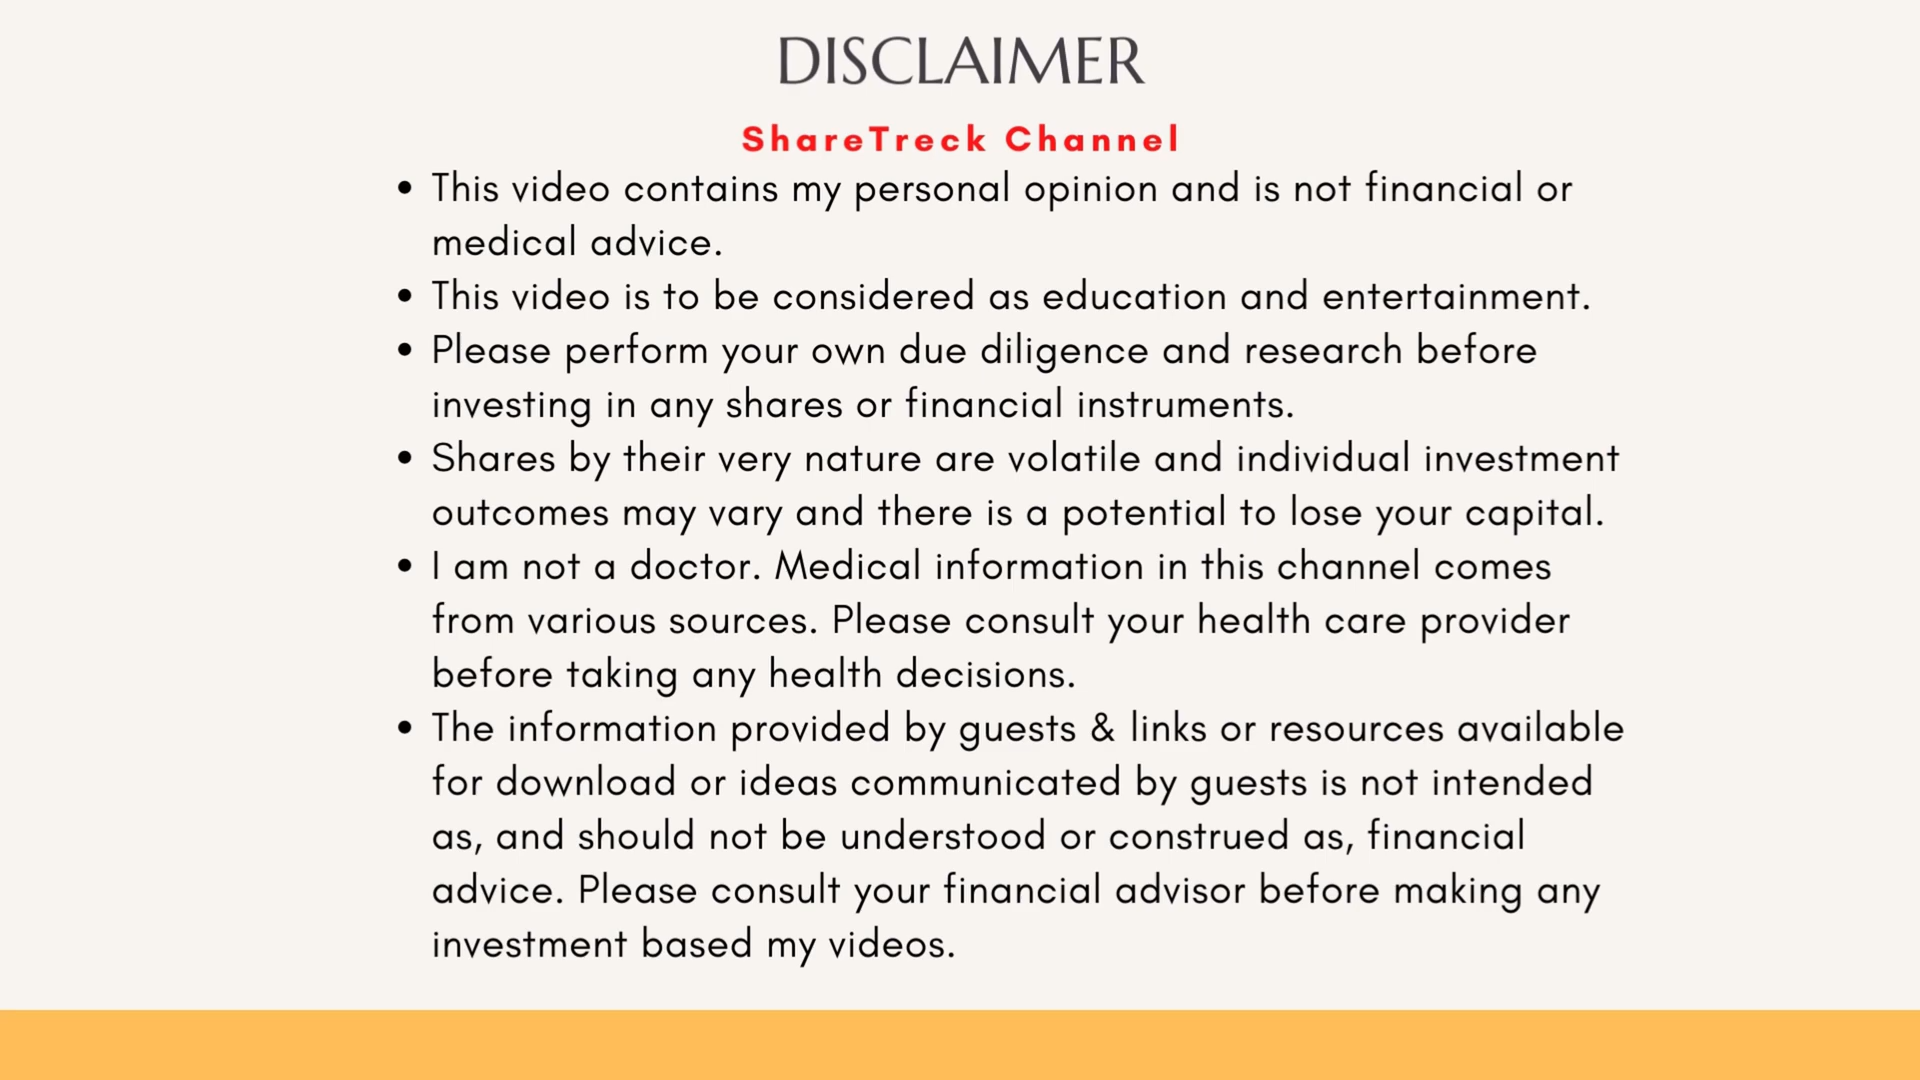 DISCLAIMER
ShareTreck Channel
• This video contains my personal opinion and is not financial or
medical advice.
• This video is to be considered as education and entertainment.
• Please perform your own due diligence and research before
investing in any shares or financial instruments.
• Shares by their very nature are volatile and individual investment
outcomes may vary and there is a potential to lose your capital.
• I am not a doctor. Medical information in this channel comes
from various sources. Please consult your health care provider
before taking any health decisions.
• The information provided by guests & links or resources available
for download or ideas communicated by guests is not intended
as, and should not be understood or construed as, financial
advice. Please consult your financial advisor before making any
investment based my videos.